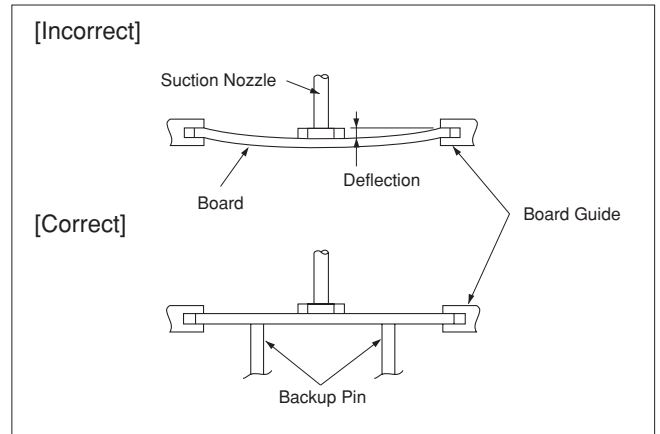 [Incorrect]
Suction Nozzle
Deflection
Board
Board Guide
[Correct]
Backup Pin